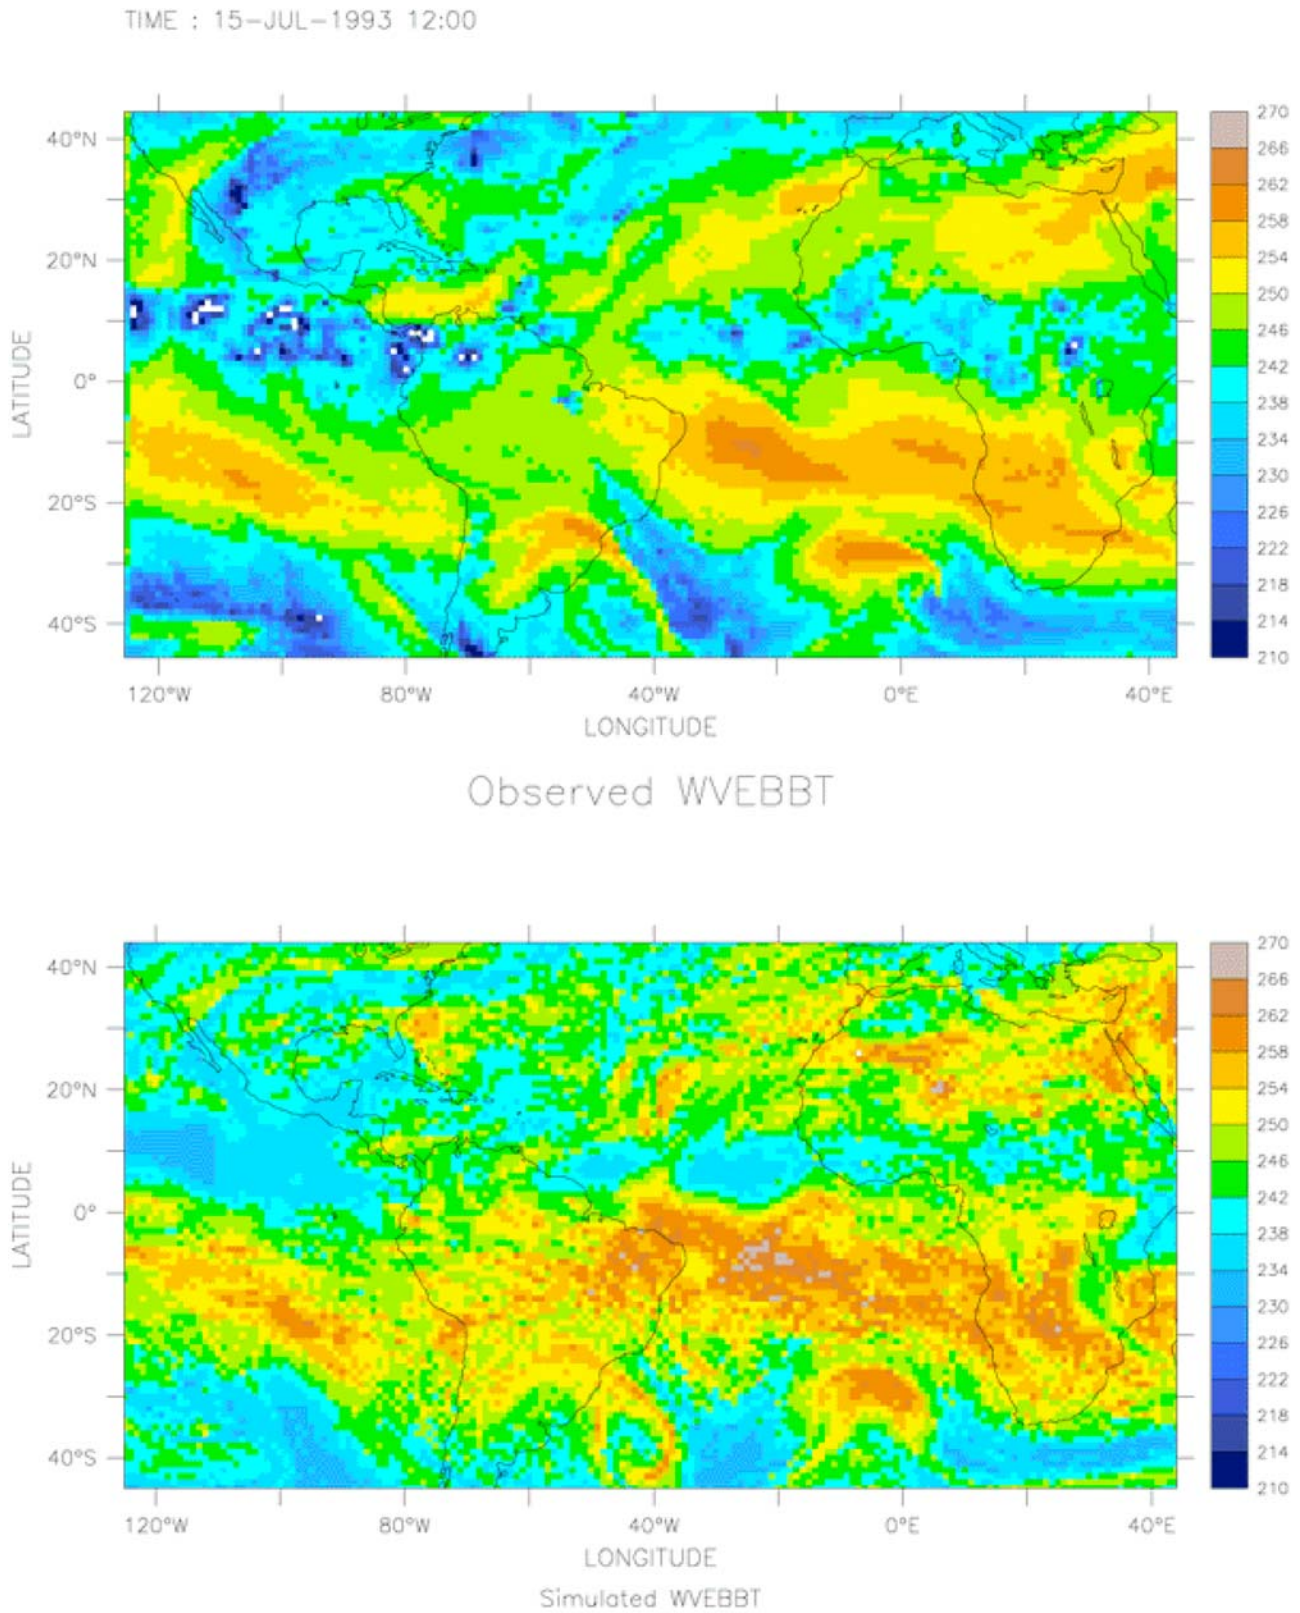 TIME : 15-JUL-1993 12:00
270
266
262
258
254
250
246
242
238
234
230
226
222
218
214
210
40°N
20°N
0°
20°S
40°S
LATITUDE
120°W 80°W 40°W 0°E 40°E
LONGITUDE
Observed WVEBBT
270
266
262
258
254
250
246
242
238
234
230
226
222
218
214
210
40°N
20°N
0°
20°S
40°S
LATITUDE
120°W 80°W 40°W 0°E 40°E
LONGITUDE
Simulated WVEBBT